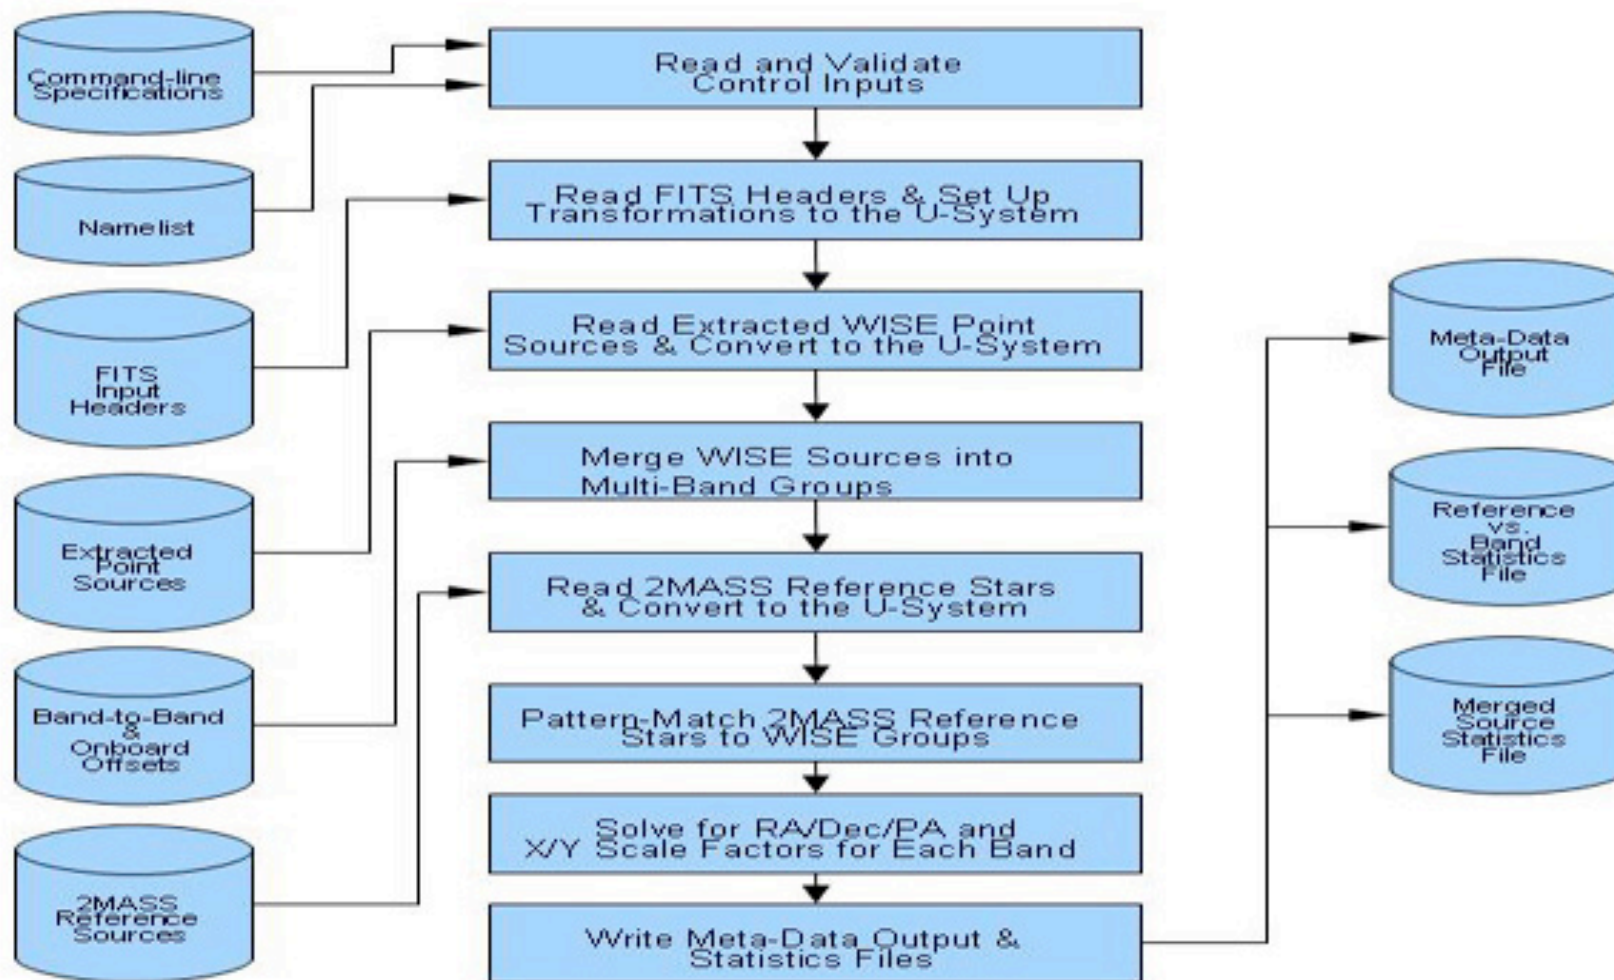 Command-line
Specifications
Namelist
FITS
Input
Headers
Extracted
Point
Sources
Band-to-Band
&
Onboard
Offsets
2MASS
Reference
Sources
Read and Validate
Control Inputs
Read FITS Headers & Set Up
Transformations to the U-System
Read Extracted WISE Point
Sources & Convert to the U-System
Merge WISE Sources into
Multi-Band Groups
Read 2MASS Reference Stars
& Convert to the U-System
Pattern-Match 2MASS Reference
Stars to WISE Groups
Solve for RA/Dec/PA and
X/Y Scale Factors for Each Band
Write Meta-Data Output &
Statistics Files
Meta-Data
Output
File
Reference
vs.
Band
Statistics
File
Merged
Source
Statistics
File